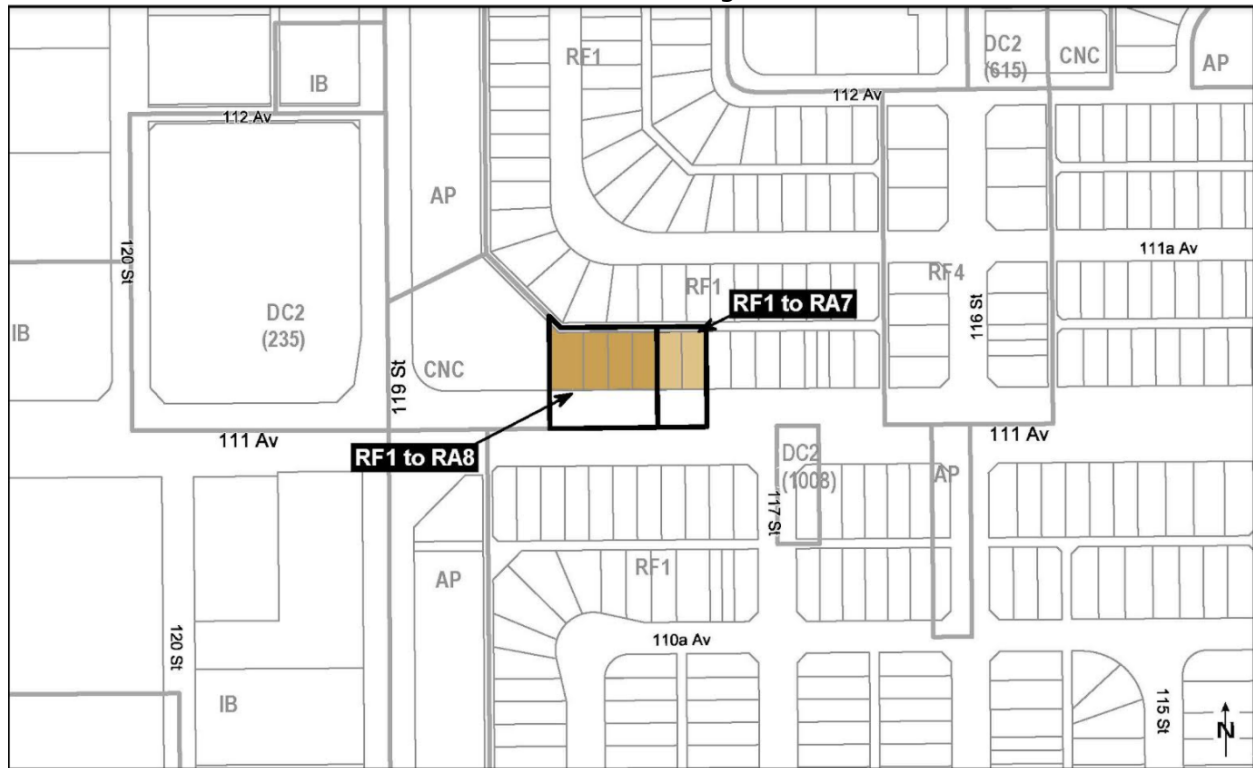 RF1
DC2
(615)
CNC
AP
IB
112 Av
112 Av
AP
120 St
111a Av
RF4
RF1
RF1 to RA7
116 St
DC2
(235)
IB
CNC
119 St
111 Av
RF1 to RA8
111 Av
DC2
(1008)
AP
117 St
RF1
AP
110a Av
120 St
115 St
IB
N